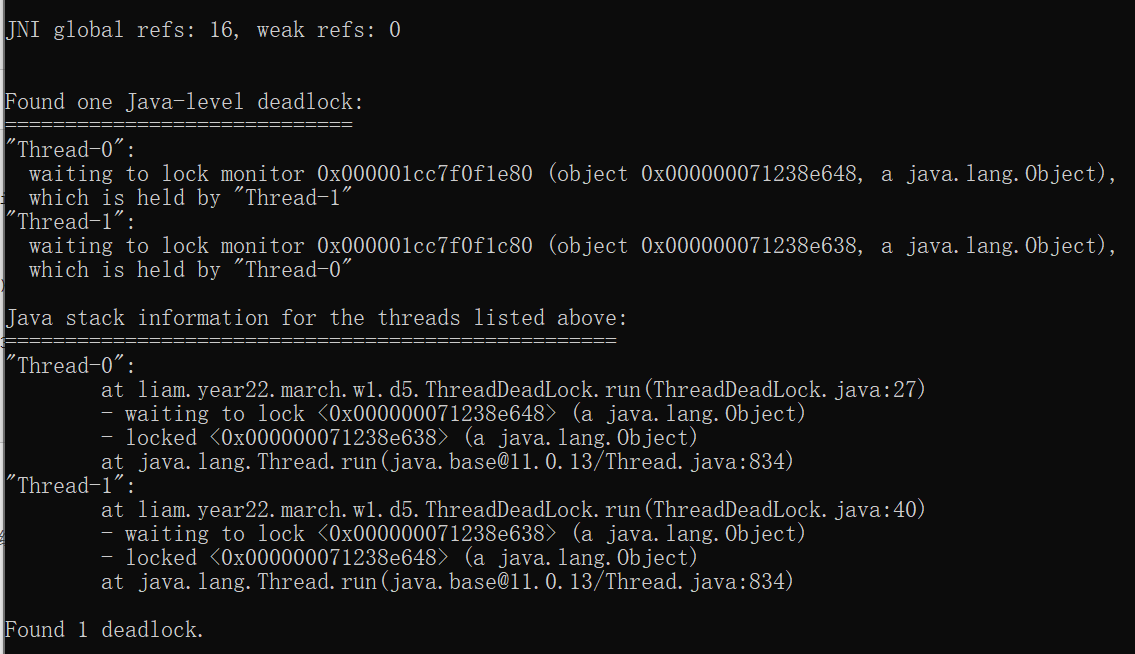 JNI global refs: 16, weak refs: 0
Found one Java-level deadlock:
=============================
"Thread-0":
  waiting to lock monitor 0x000001cc7f0f1e80 (object 0x000000071238e648, a java.lang.Object),
  which is held by "Thread-1"
"Thread-1":
  waiting to lock monitor 0x000001cc7f0f1c80 (object 0x000000071238e638, a java.lang.Object),
  which is held by "Thread-0"
Java stack information for the threads listed above:
===================================================
"Thread-0":
        at liam.year22.march.w1.d5.ThreadDeadLock.run(ThreadDeadLock.java:27)
        - waiting to lock <0x000000071238e648> (a java.lang.Object)
        - locked <0x000000071238e638> (a java.lang.Object)
        at java.lang.Thread.run(java.base@11.0.13/Thread.java:834)
"Thread-1":
        at liam.year22.march.w1.d5.ThreadDeadLock.run(ThreadDeadLock.java:40)
        - waiting to lock <0x000000071238e638> (a java.lang.Object)
        - locked <0x000000071238e648> (a java.lang.Object)
        at java.lang.Thread.run(java.base@11.0.13/Thread.java:834)
Found 1 deadlock.